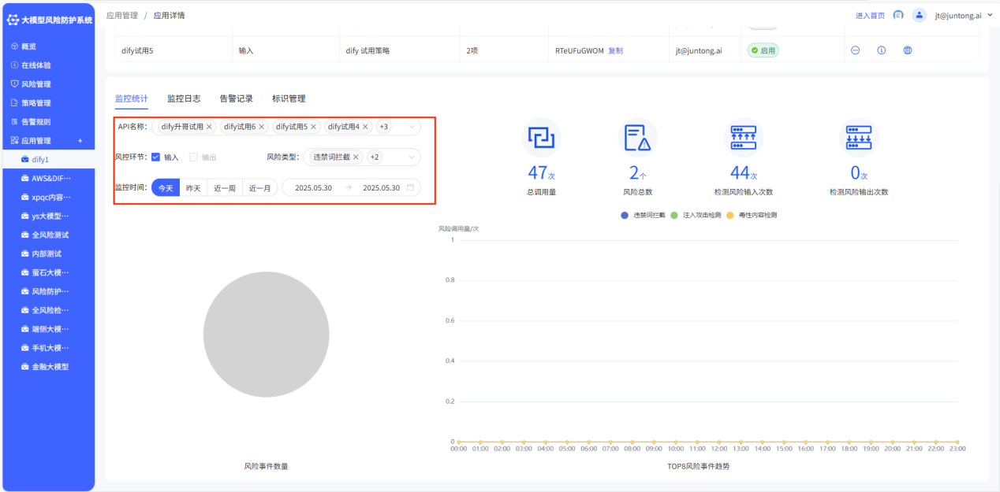 大模型风险防护系统
应用管理 / 应用详情
进入首页
jt@juntong.ai
概览
在线体验
风险管理
策略管理
告警规则
应用管理 +
dify1
AWS&DIF···
xpqc内容···
ys大模型···
全风险测试
内部测试
萤石大模···
风险防护···
全风险检···
端侧大模···
手机大模···
金融大模型
dify试用5 输入 dify 试用策略 2项 RTeUFuGWOM 复制 jt@juntong.ai 启用
监控统计 监控日志 告警记录 标识管理
API名称: dify升哥试用 × dify试用6 × dify试用5 × dify试用4 × +3
风控环节: 输入 输出 风险类型: 违禁词拦截 × +2
监控时间: 今天 昨天 近一周 近一月 2025.05.30 → 2025.05.30
47次 2个 44次 0次
总调用量 风险总数 检测风险输入次数 检测风险输出次数
违禁词拦截 注入攻击检测 毒性内容检测
风险调用量/次
1
0.8
0.6
0.4
0.2
0
00:00 01:00 02:00 03:00 04:00 05:00 06:00 07:00 08:00 09:00 10:00 11:00 12:00 13:00 14:00 15:00 16:00 17:00 18:00 19:00 20:00 21:00 22:00 23:00
风险事件数量
TOP8风险事件趋势